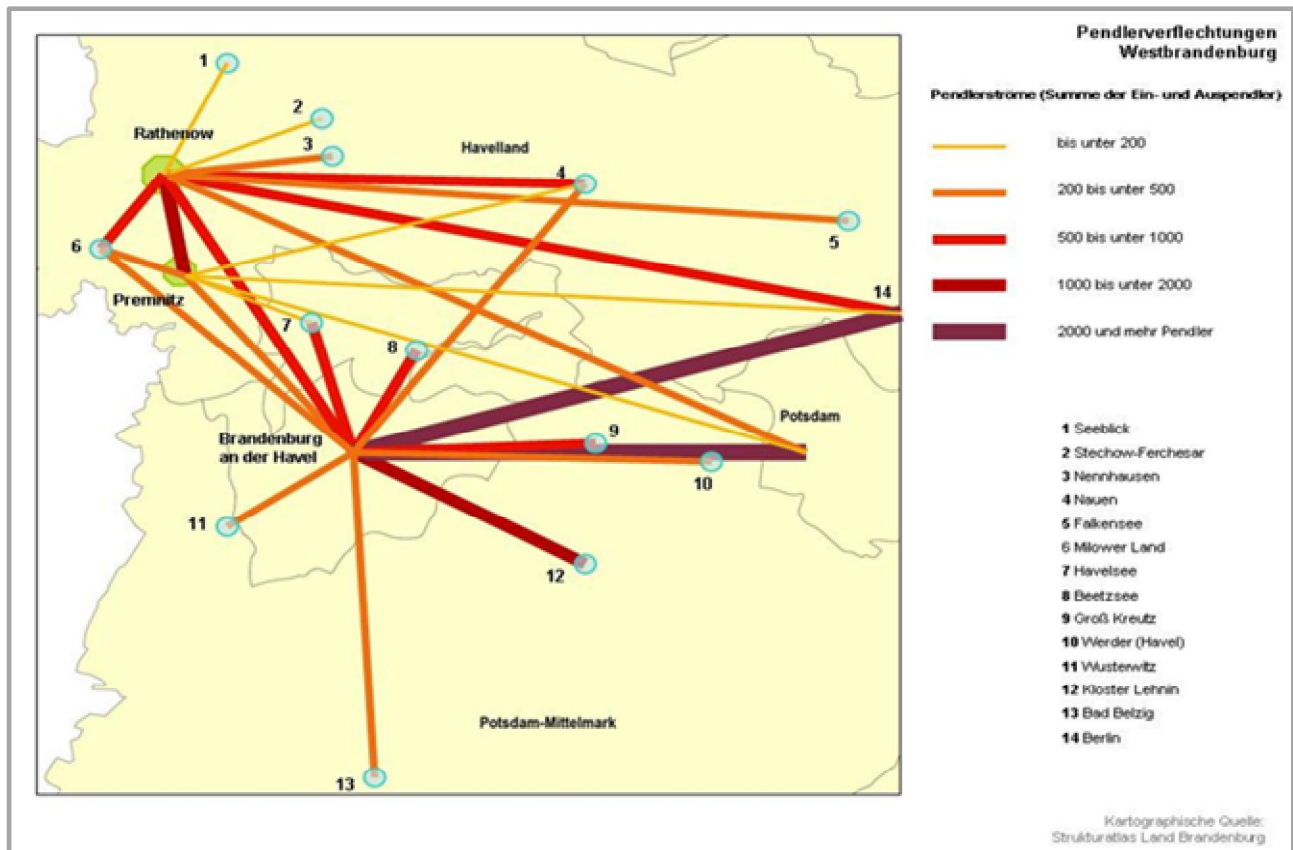 Pendlerverflechtungen
Westbrandenburg
Pendlerströme (Summe der Ein- und Auspendler)
bis unter 200
200 bis unter 500
500 bis unter 1000
1000 bis unter 2000
2000 und mehr Pendler
1
2
Rathenow
3
Havelland
4
5
6
Premnitz
14
7
8
Potsdam
Brandenburg
an der Havel
9
10
11
12
Potsdam-Mittelmark
13
1 Seeblick
2 Stechow-Ferchesar
3 Nennhausen
4 Nauen
5 Falkensee
6 Milower Land
7 Havelsee
8 Beetzsee
9 Groß Kreutz
10 Werder (Havel)
11 Wusterwitz
12 Kloster Lehnin
13 Bad Belzig
14 Berlin
Kartographische Quelle:
Strukturatlas Land Brandenburg